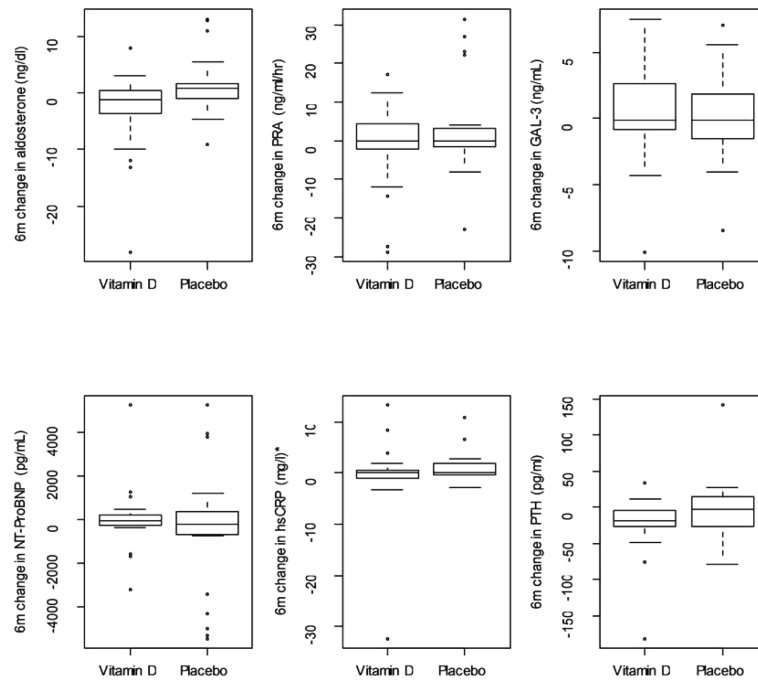 6m change in aldosterone (ng/dl)
10
0
-10
-20
Vitamin D Placebo
6m change in PRA (ng/ml/hr)
30
20
10
0
-10
-20
-30
Vitamin D Placebo
6m change in GAL-3 (ng/mL)
5
0
-5
-10
Vitamin D Placebo
6m change in NT-ProBNP (pg/mL)
4000
2000
0
-2000
-4000
Vitamin D Placebo
6m change in hsCRP (mg/l)*
10
0
-10
-20
-30
Vitamin D Placebo
6m change in PTH (pg/ml)
150
100
50
0
-50
-100
-150
Vitamin D Placebo